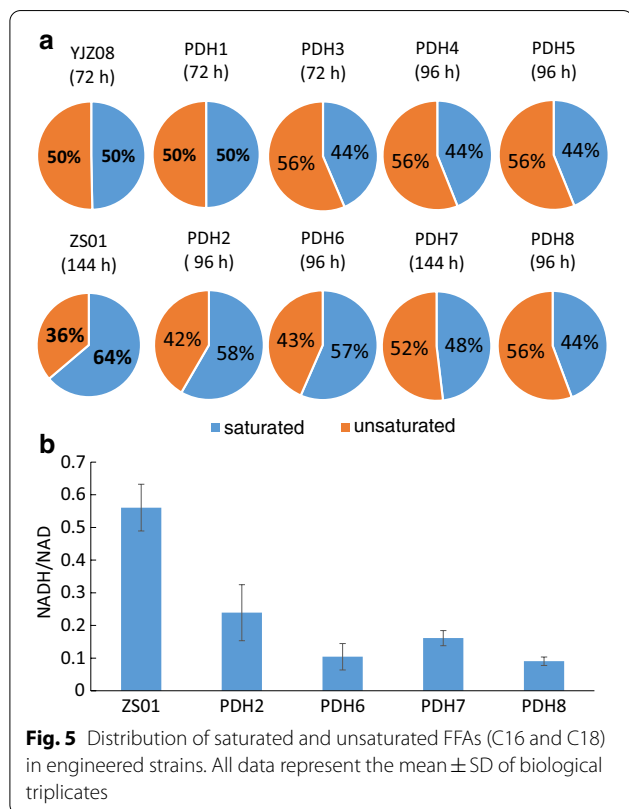 a
YJZ08 PDH1 PDH3 PDH4 PDH5
(72 h) (72 h) (72 h) (96 h) (96 h)
50% 50% 50% 50% 56% 44% 56% 44% 56% 44%
ZS01 PDH2 PDH6 PDH7 PDH8
(144 h) ( 96 h) (96 h) (144 h) (96 h)
36% 64% 42% 58% 43% 57% 52% 48% 56% 44%
saturated unsaturated
b
NADH/NAD
0.7
0.6
0.5
0.4
0.3
0.2
0.1
0
ZS01 PDH2 PDH6 PDH7 PDH8
Fig. 5 Distribution of saturated and unsaturated FFAs (C16 and C18)
in engineered strains. All data represent the mean ± SD of biological
triplicates